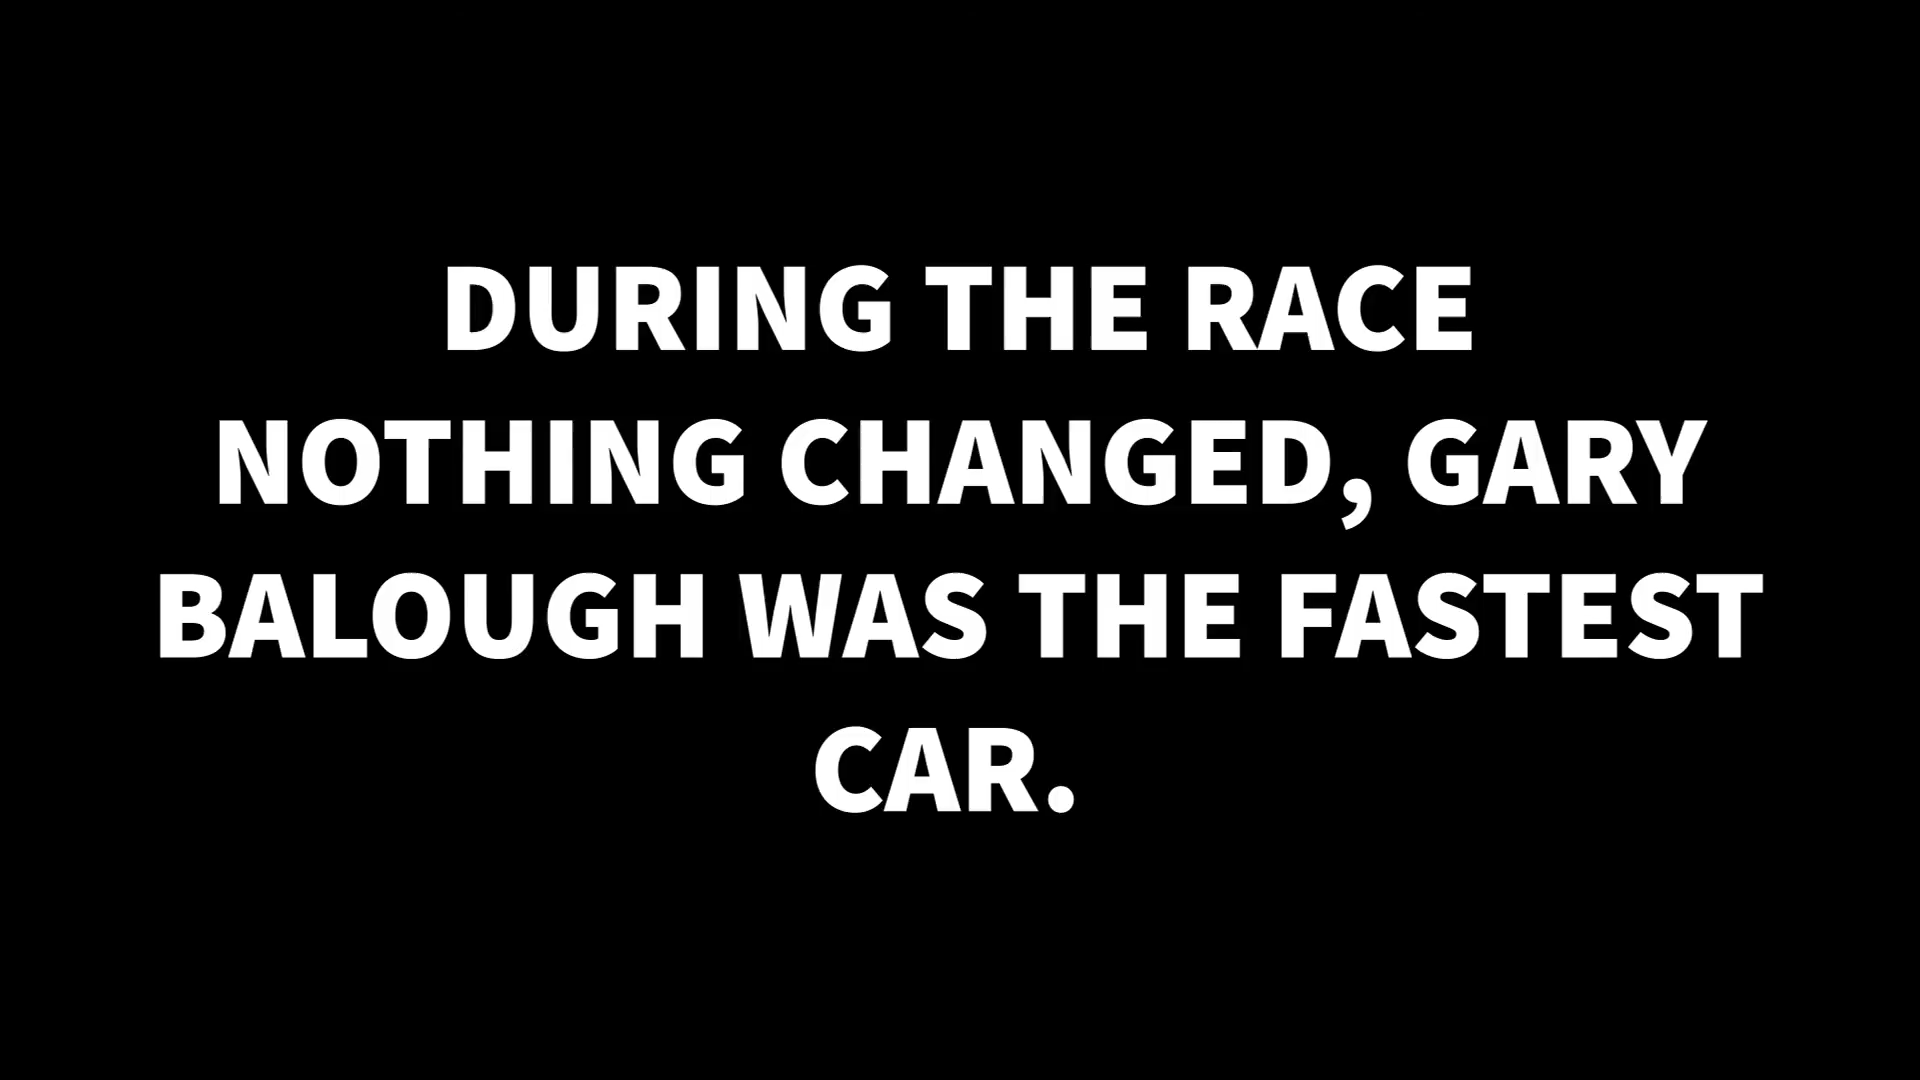 DURING THE RACE
NOTHING CHANGED, GARY
BALOUGH WAS THE FASTEST
CAR.